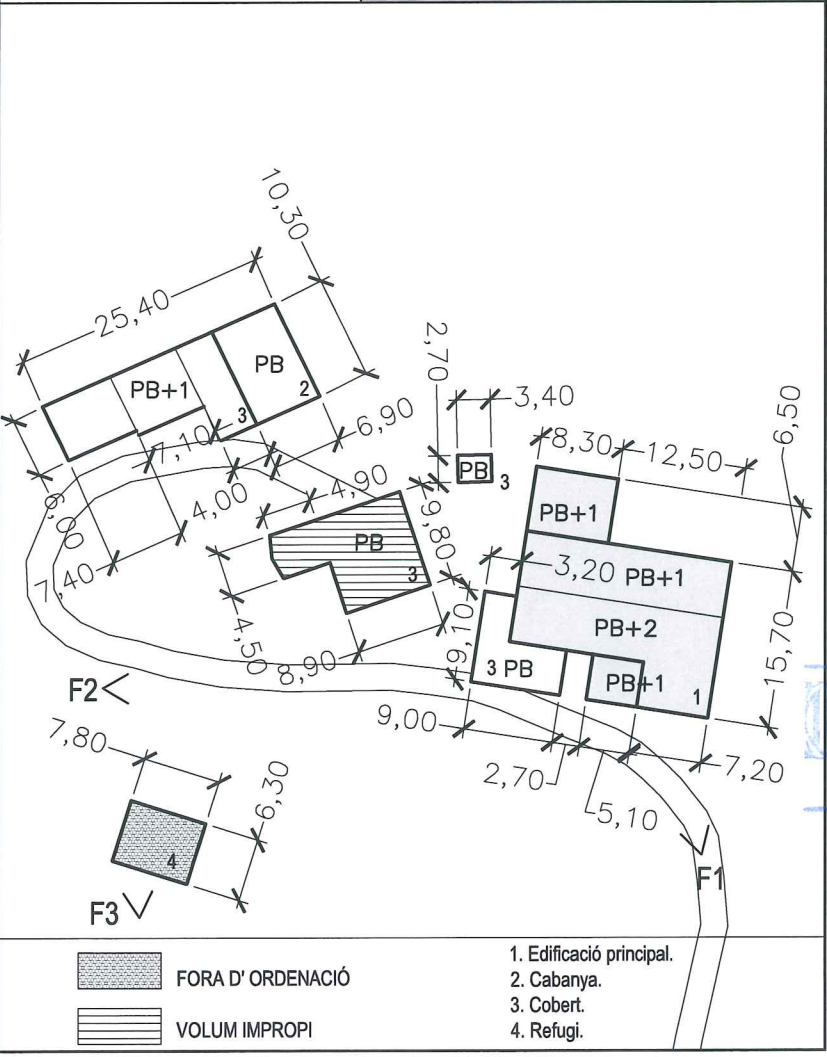 10,30
25,40
PB
PB+1
2
3
2,70
3,40
6,90
7,10
8,30
12,50
6,50
PB 3
4,00
4,90
PB+1
6,00
PB
3
9,80
3,20
PB+1
7,40
PB+2
4,50
9,10
15,70
8,90
3 PB
PB+1
1
F2
9,00
7,80
2,70
7,20
6,30
5,10
4
F1
F3
FORA D' ORDENACIÓ
VOLUM IMPROPI
1. Edificació principal.
2. Cabanya.
3. Cobert.
4. Refugi.